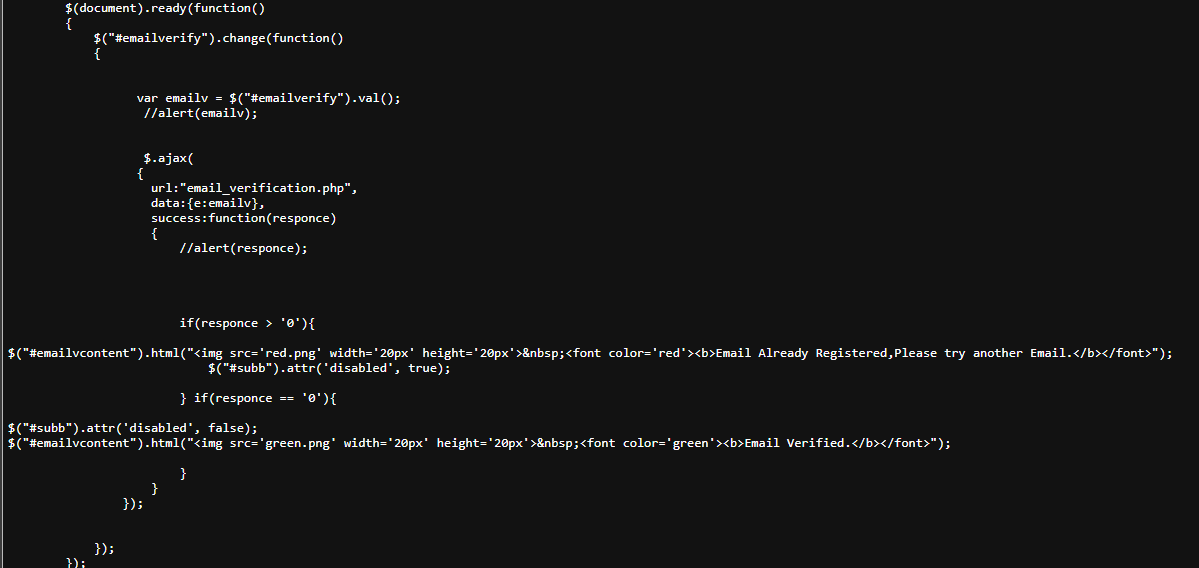 $(document).ready(function()
{
$("#emailverify").change(function()
{
var emailv = $("#emailverify").val();
//alert(emailv);
$.ajax(
{
url:"email_verification.php",
data:{e:emailv},
success:function(responce)
{
//alert(responce);
if(responce > '0'){
$("#emailvcontent").html("<img src='red.png' width='20px' height='20px'>&nbsp;<font color='red'><b>Email Already Registered,Please try another Email.</b></font>");
$("#subb").attr('disabled', true);
} if(responce == '0'){
$("#subb").attr('disabled', false);
$("#emailvcontent").html("<img src='green.png' width='20px' height='20px'>&nbsp;<font color='green'><b>Email Verified.</b></font>");
}
}
});
});
});